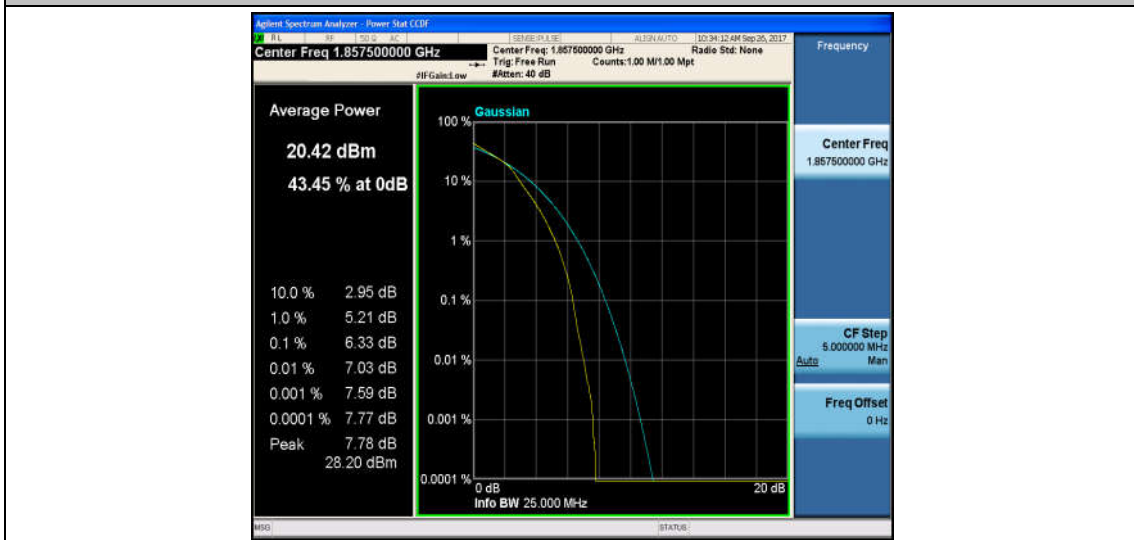 Agilent Spectrum Analyzer - Power Stat CCDF
RL RF 50 Ω AC SENSE:PULSE ALIGN AUTO 10:34:12 AM Sep 26, 2017
Center Freq 1.857500000 GHz
Center Freq: 1.857500000 GHz Radio Std: None
Trig: Free Run Counts:1.00 M/1.00 Mpt
#IFGain:Low #Atten: 40 dB
Frequency
Average Power
20.42 dBm
43.45 % at 0dB
10.0 % 2.95 dB
1.0 % 5.21 dB
0.1 % 6.33 dB
0.01 % 7.03 dB
0.001 % 7.59 dB
0.0001 % 7.77 dB
Peak 7.78 dB
28.20 dBm
Gaussian
100 %
10 %
1 %
0.1 %
0.01 %
0.001 %
0.0001 %
0 dB 20 dB
Info BW 25.000 MHz
Center Freq
1.857500000 GHz
CF Step
5.000000 MHz
Auto Man
Freq Offset
0 Hz
MSG STATUS